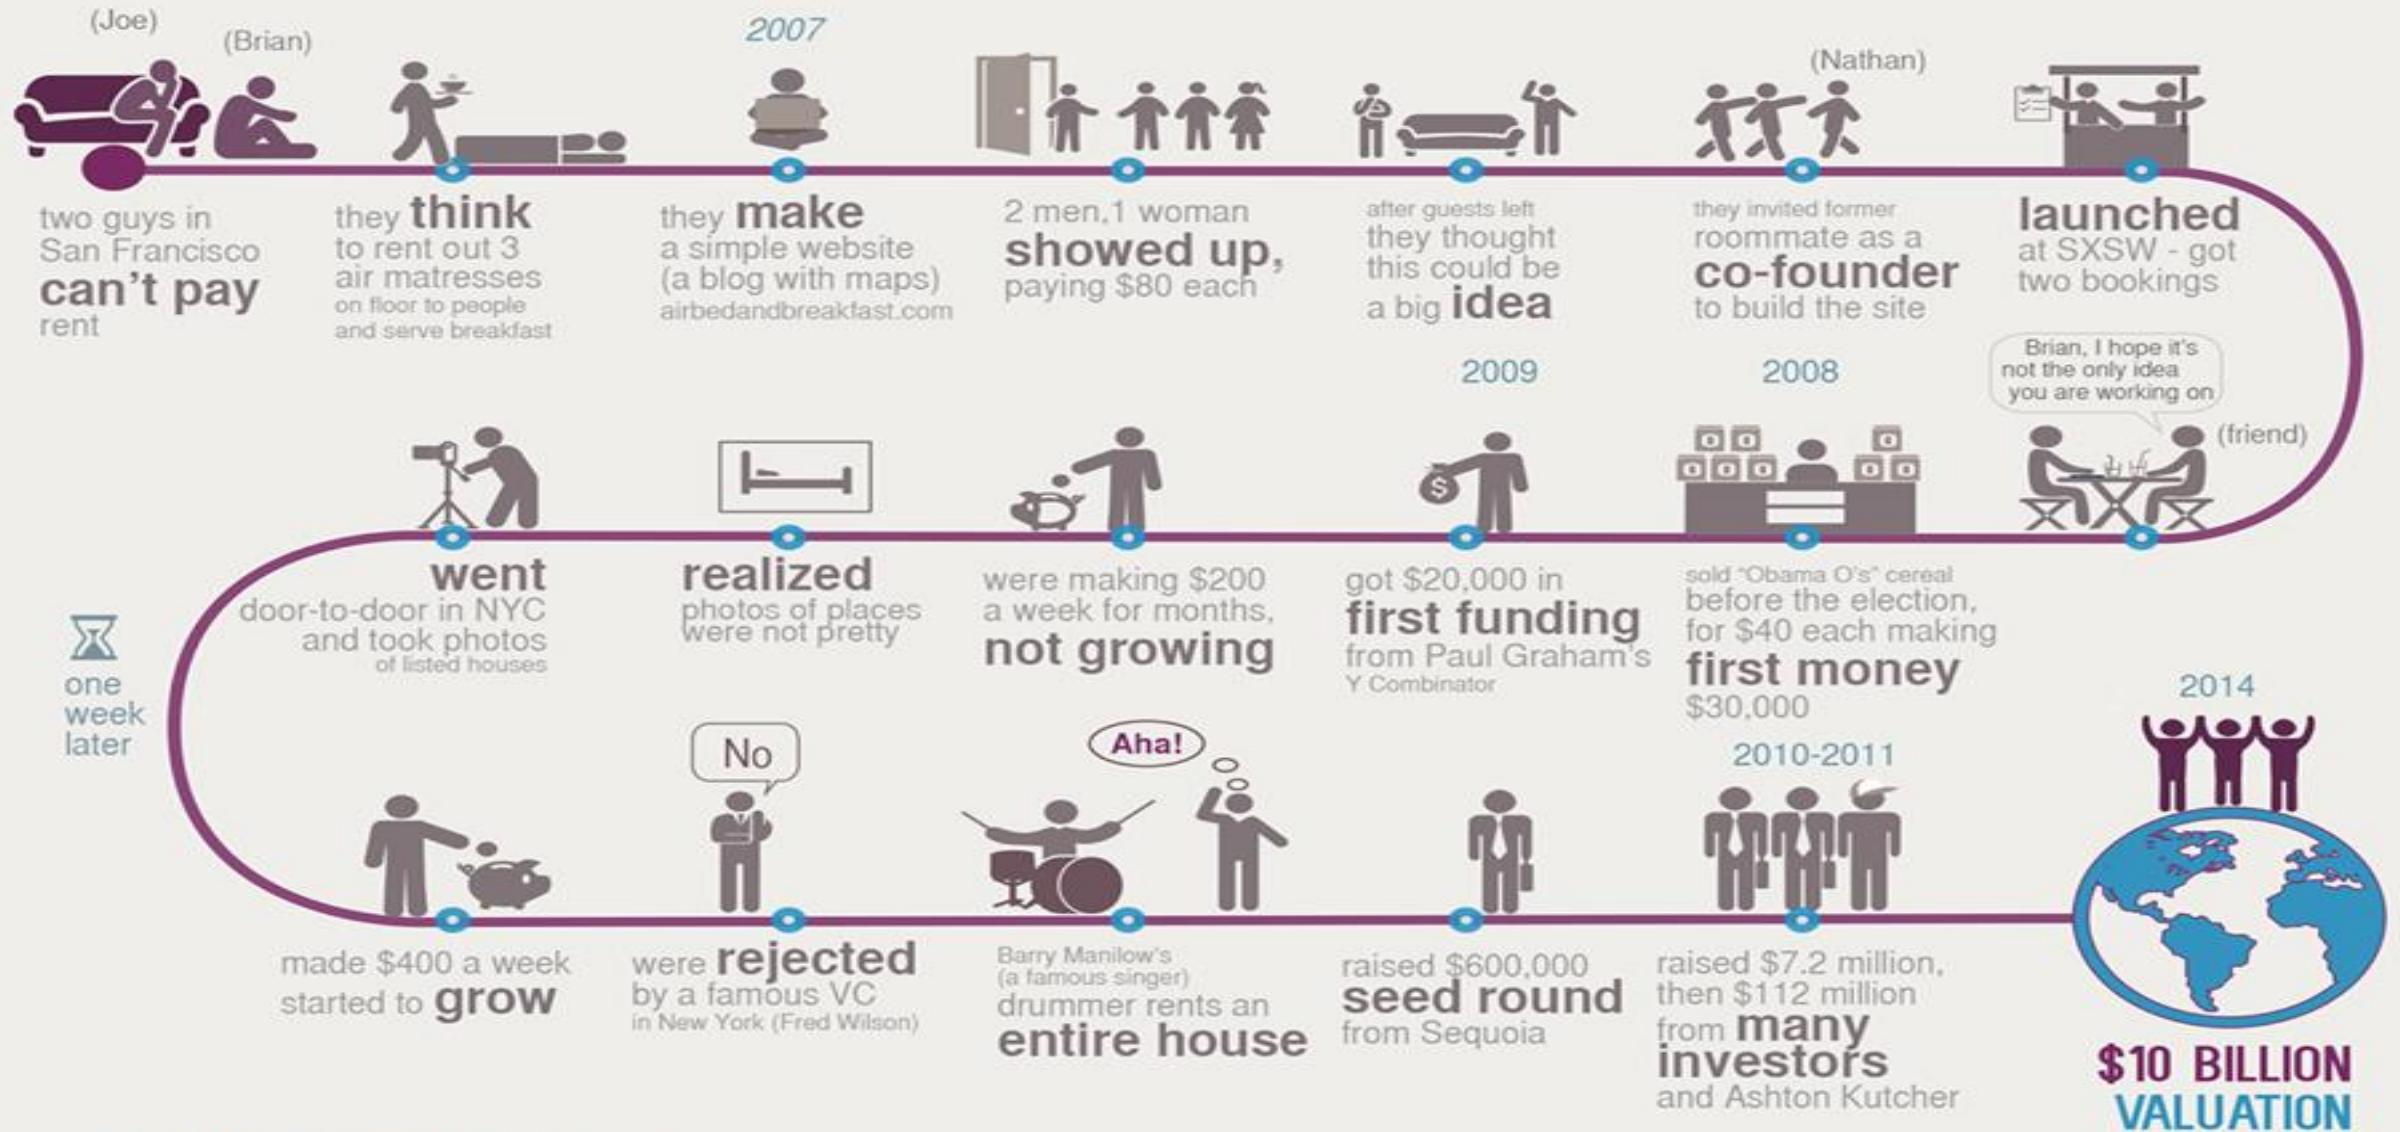 (Joe)
(Brian)
two guys in
San Francisco
can't pay
rent
they think
to rent out 3
air matresses
on floor to people
and serve breakfast
2007
they make
a simple website
(a blog with maps)
airbedandbreakfast.com
2 men,1 woman
showed up,
paying $80 each
after guests left
they thought
this could be
a big idea
(Nathan)
they invited former
roommate as a
co-founder
to build the site
launched
at SXSW - got
two bookings
Brian, I hope it's
not the only idea
you are working on
(friend)
2008
sold "Obama O's" cereal
before the election,
for $40 each making
first money
$30,000
2009
got $20,000 in
first funding
from Paul Graham's
Y Combinator
were making $200
a week for months,
not growing
realized
photos of places
were not pretty
went
door-to-door in NYC
and took photos
of listed houses
one
week
later
made $400 a week
started to grow
No
were rejected
by a famous VC
in New York (Fred Wilson)
Aha!
Barry Manilow's
(a famous singer)
drummer rents an
entire house
raised $600,000
seed round
from Sequoia
2010-2011
raised $7.2 million,
then $112 million
from many
investors
and Ashton Kutcher
2014
$10 BILLION
VALUATION